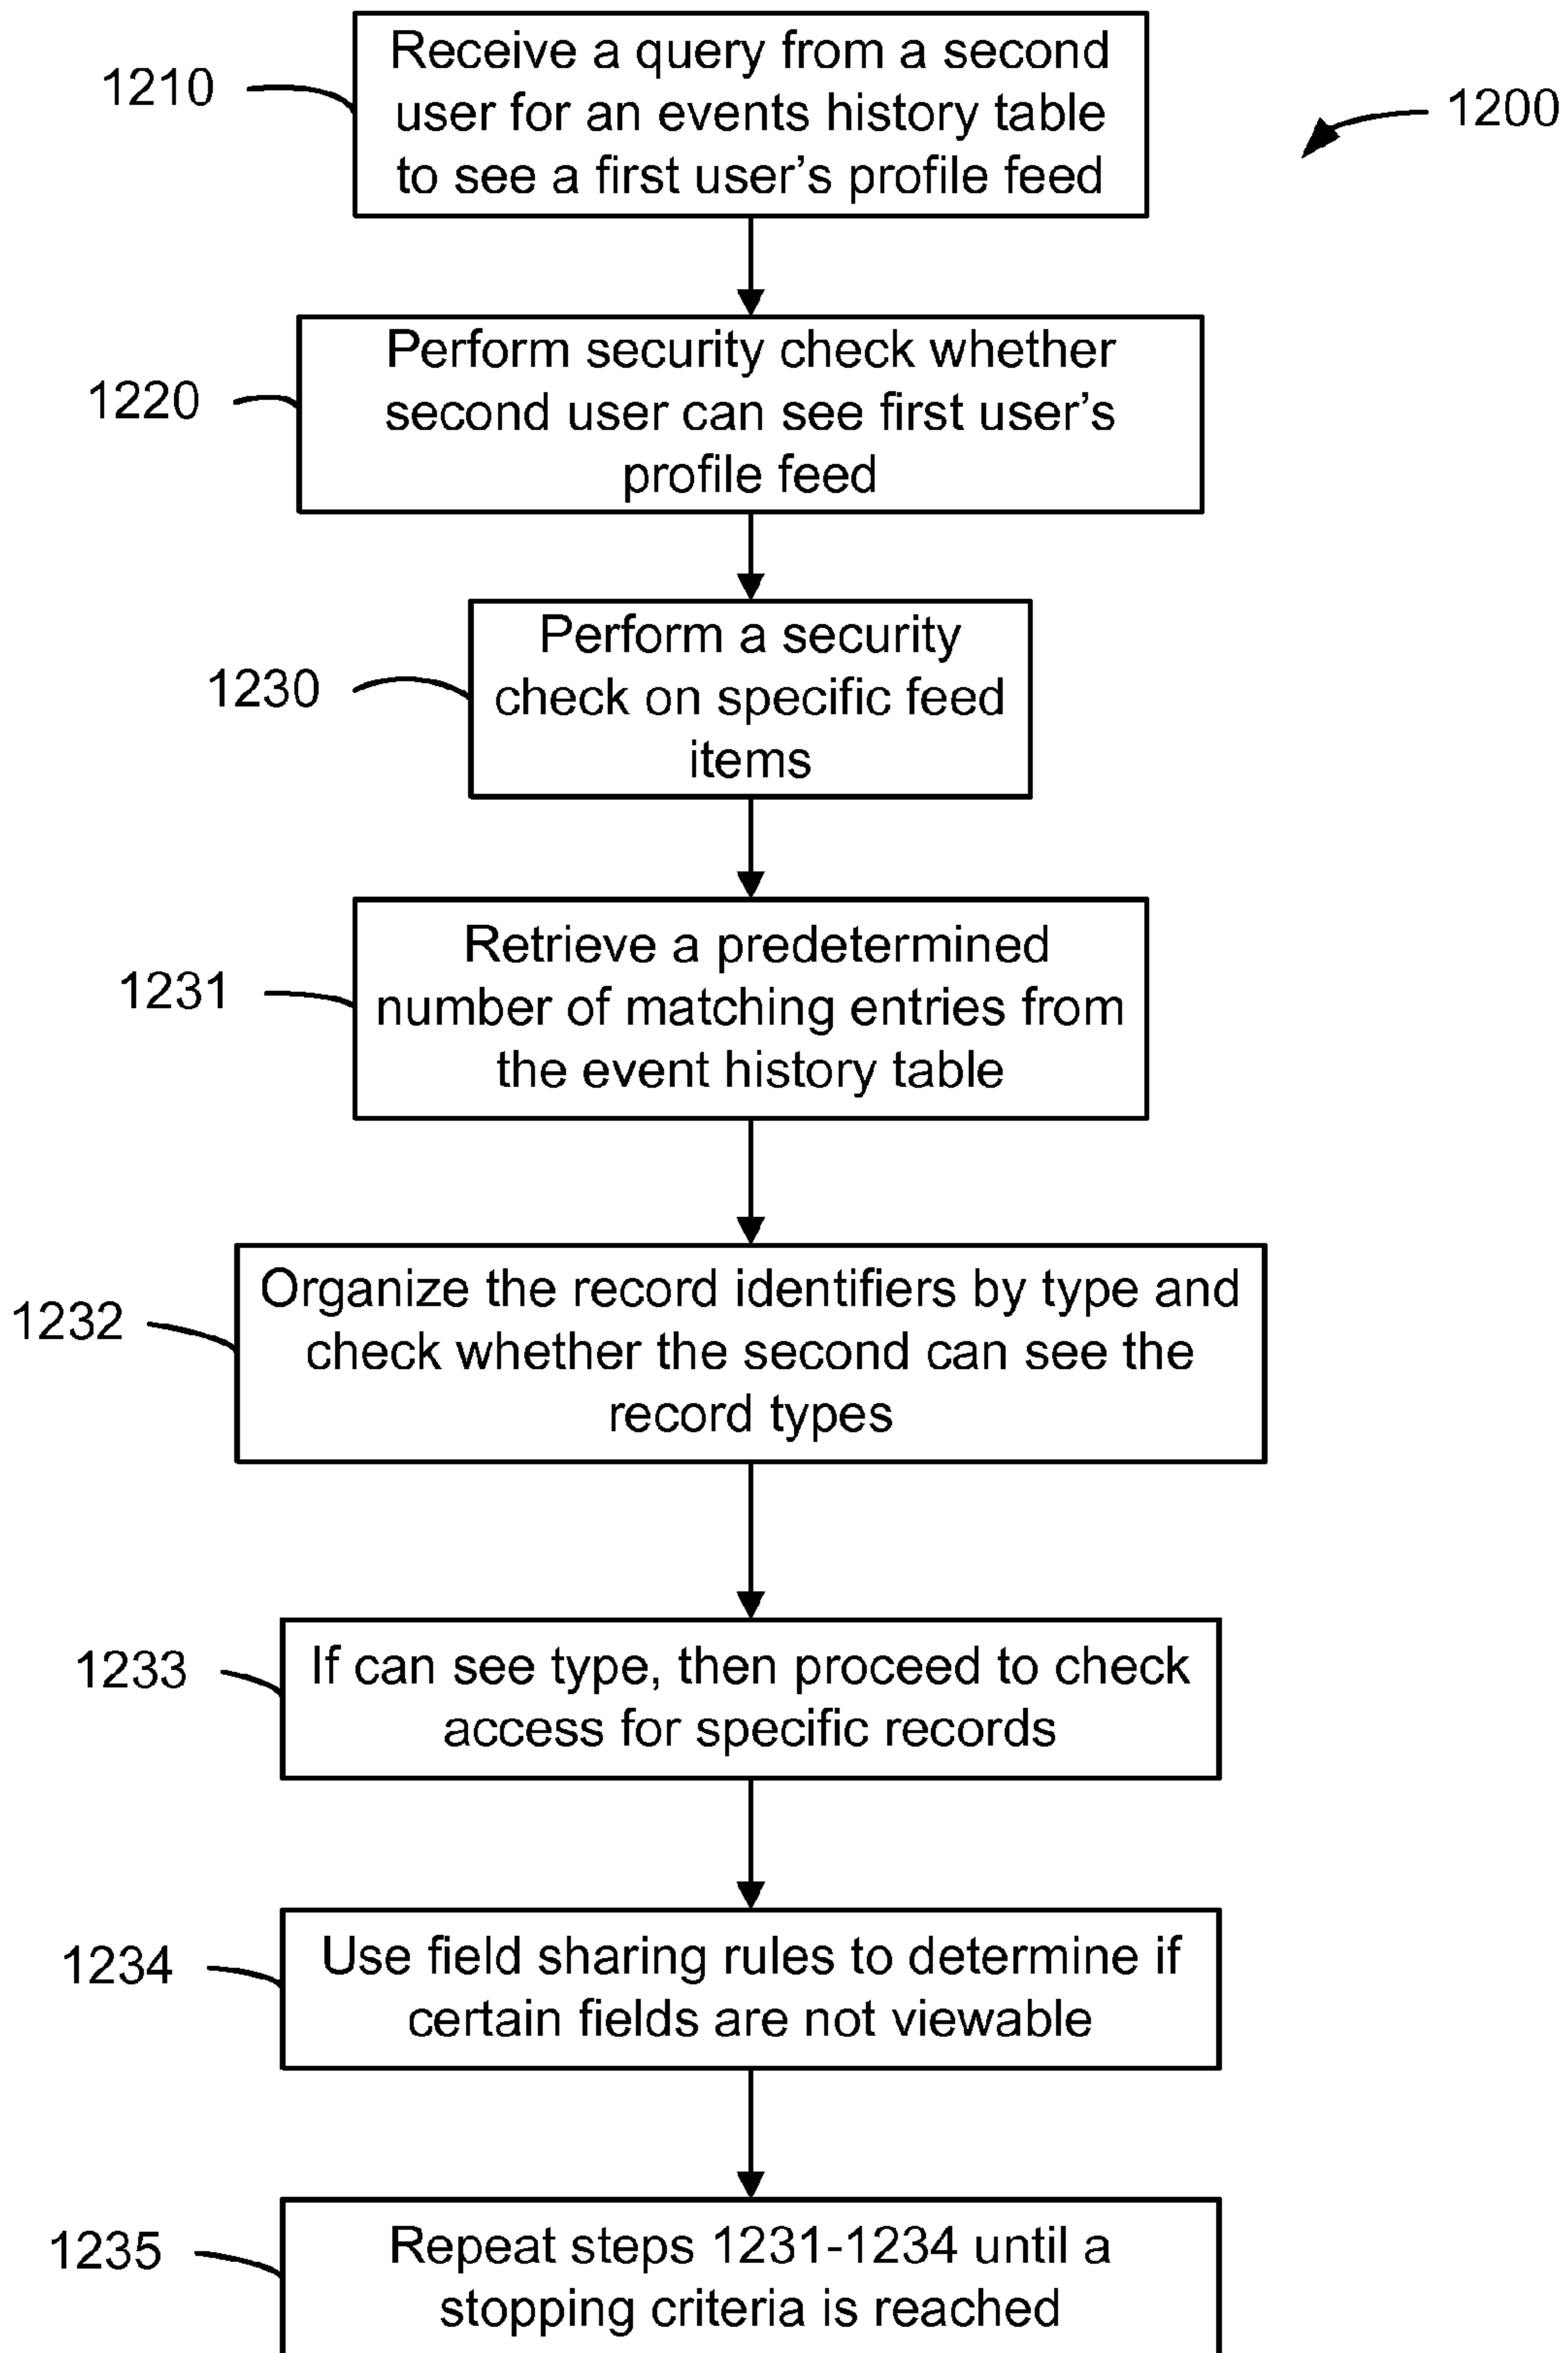 1200
1210
Receive a query from a second
user for an events history table
to see a first user's profile feed
1220
Perform security check whether
second user can see first user's
profile feed
1230
Perform a security
check on specific feed
items
1231
Retrieve a predetermined
number of matching entries from
the event history table
1232
Organize the record identifiers by type and
check whether the second can see the
record types
1233
If can see type, then proceed to check
access for specific records
1234
Use field sharing rules to determine if
certain fields are not viewable
1235
Repeat steps 1231-1234 until a
stopping criteria is reached